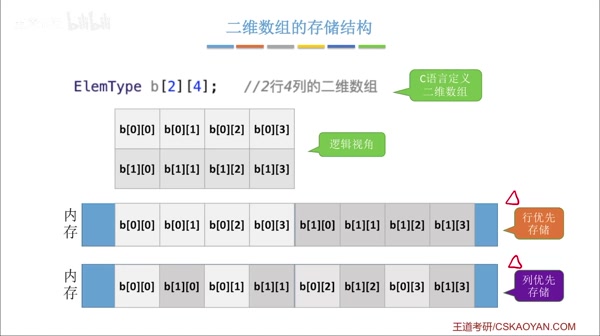 二维数组的存储结构
bilibili
ElemType b[2][4]; //2行4列的二维数组
C语言定义
二维数组
b[0][0] b[0][1] b[0][2] b[0][3]
b[1][0] b[1][1] b[1][2] b[1][3]
逻辑视角
内存
b[0][0] b[0][1] b[0][2] b[0][3] b[1][0] b[1][1] b[1][2] b[1][3]
行优先
存储
内存
b[0][0] b[1][0] b[0][1] b[1][1] b[0][2] b[1][2] b[0][3] b[1][3]
列优先
存储
王道考研/CSKAOYAN.COM